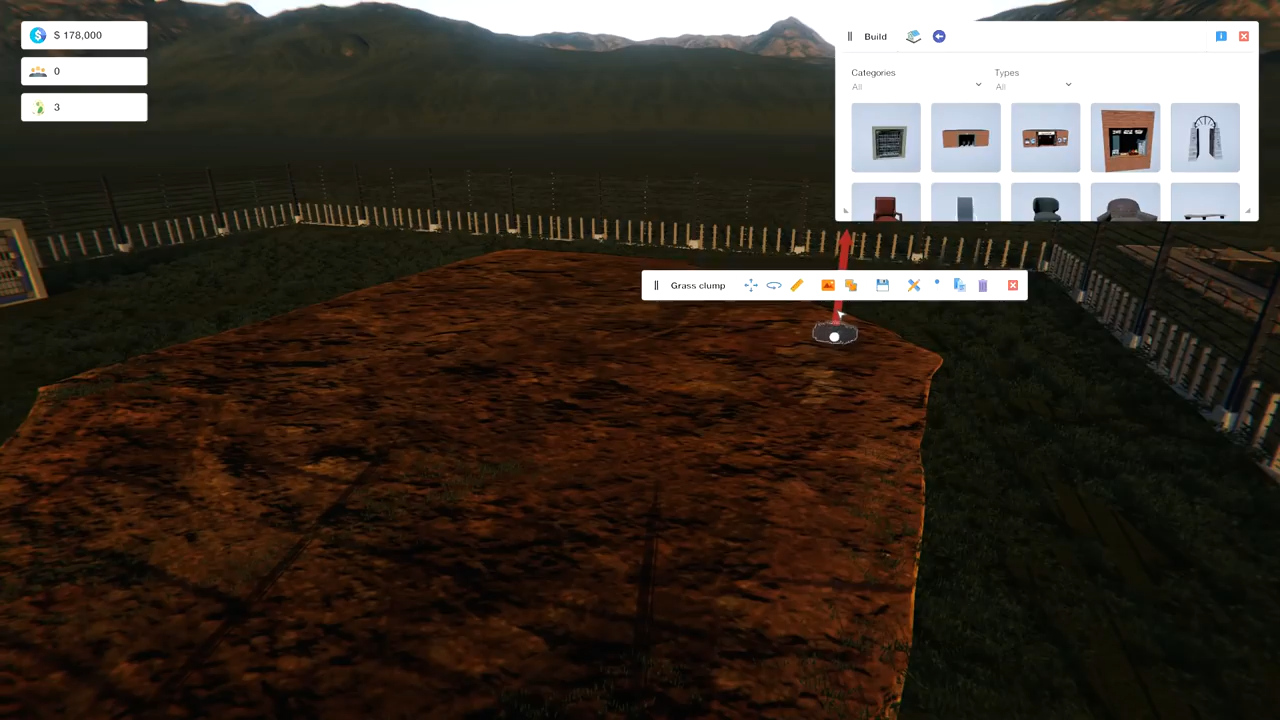 $ 178,000
0
3
Build
Categories
Types
All
All
Grass clump